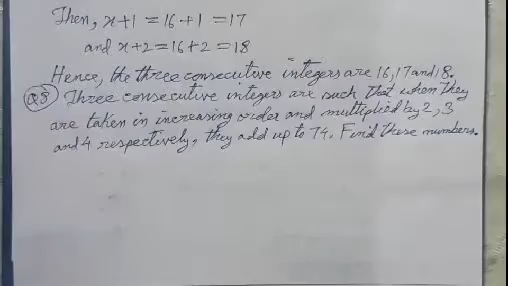 Then, x+1 = 16+1 = 17
and x+2 = 16+2 = 18
Hence, the three consecutive integers are 16, 17 and 18.
Q3 Three consecutive integers are such that when they
are taken in increasing order and multiplied by 2, 3
and 4 respectively, they add up to 74. Find these numbers.